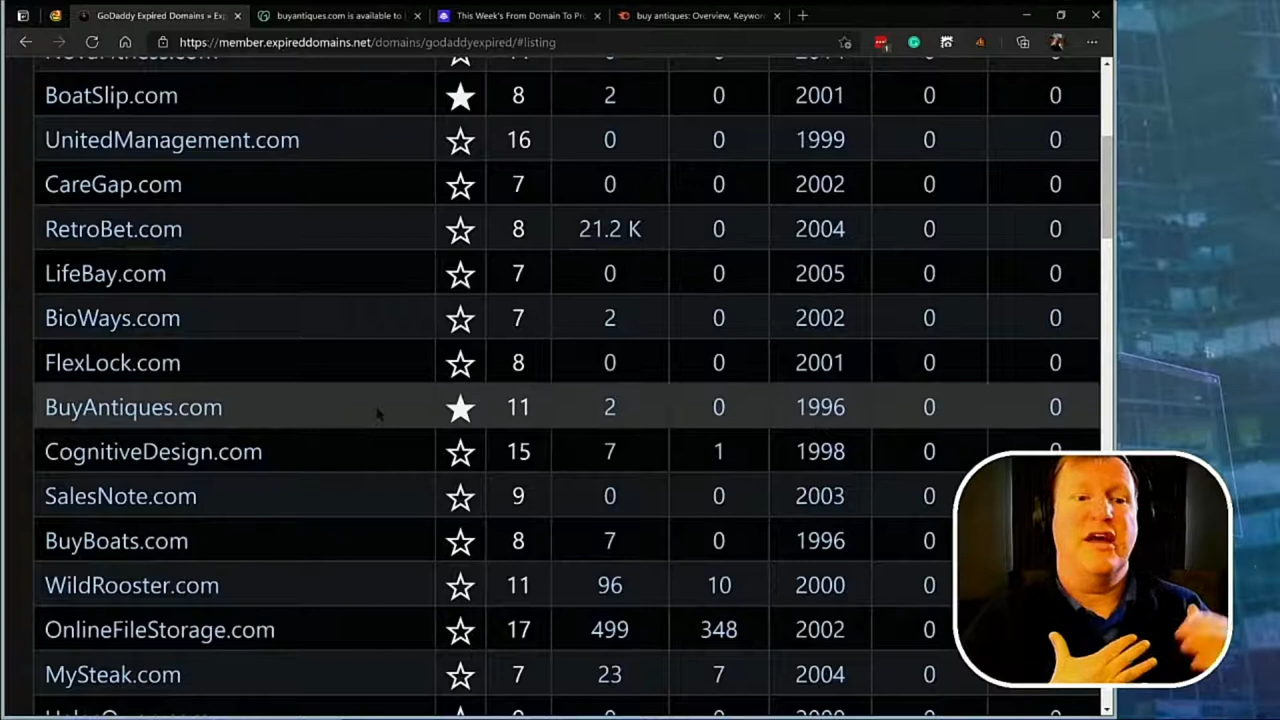 GoDaddy Expired Domains » Exp
buyantiques.com is available to
This Week's From Domain To Pr
buy antiques: Overview, Keywor
https://member.expireddomains.net/domains/godaddyexpired/#listing
BoatSlip.com 8 2 0 2001 0 0
UnitedManagement.com 16 0 0 1999 0 0
CareGap.com 7 0 0 2002 0 0
RetroBet.com 8 21.2 K 0 2004 0 0
LifeBay.com 7 0 0 2005 0 0
BioWays.com 7 2 0 2002 0 0
FlexLock.com 8 0 0 2001 0 0
BuyAntiques.com 11 2 0 1996 0 0
CognitiveDesign.com 15 7 1 1998 0 0
SalesNote.com 9 0 0 2003 0
BuyBoats.com 8 7 0 1996 0
WildRooster.com 11 96 10 2000 0
OnlineFileStorage.com 17 499 348 2002 0
MySteak.com 7 23 7 2004 0